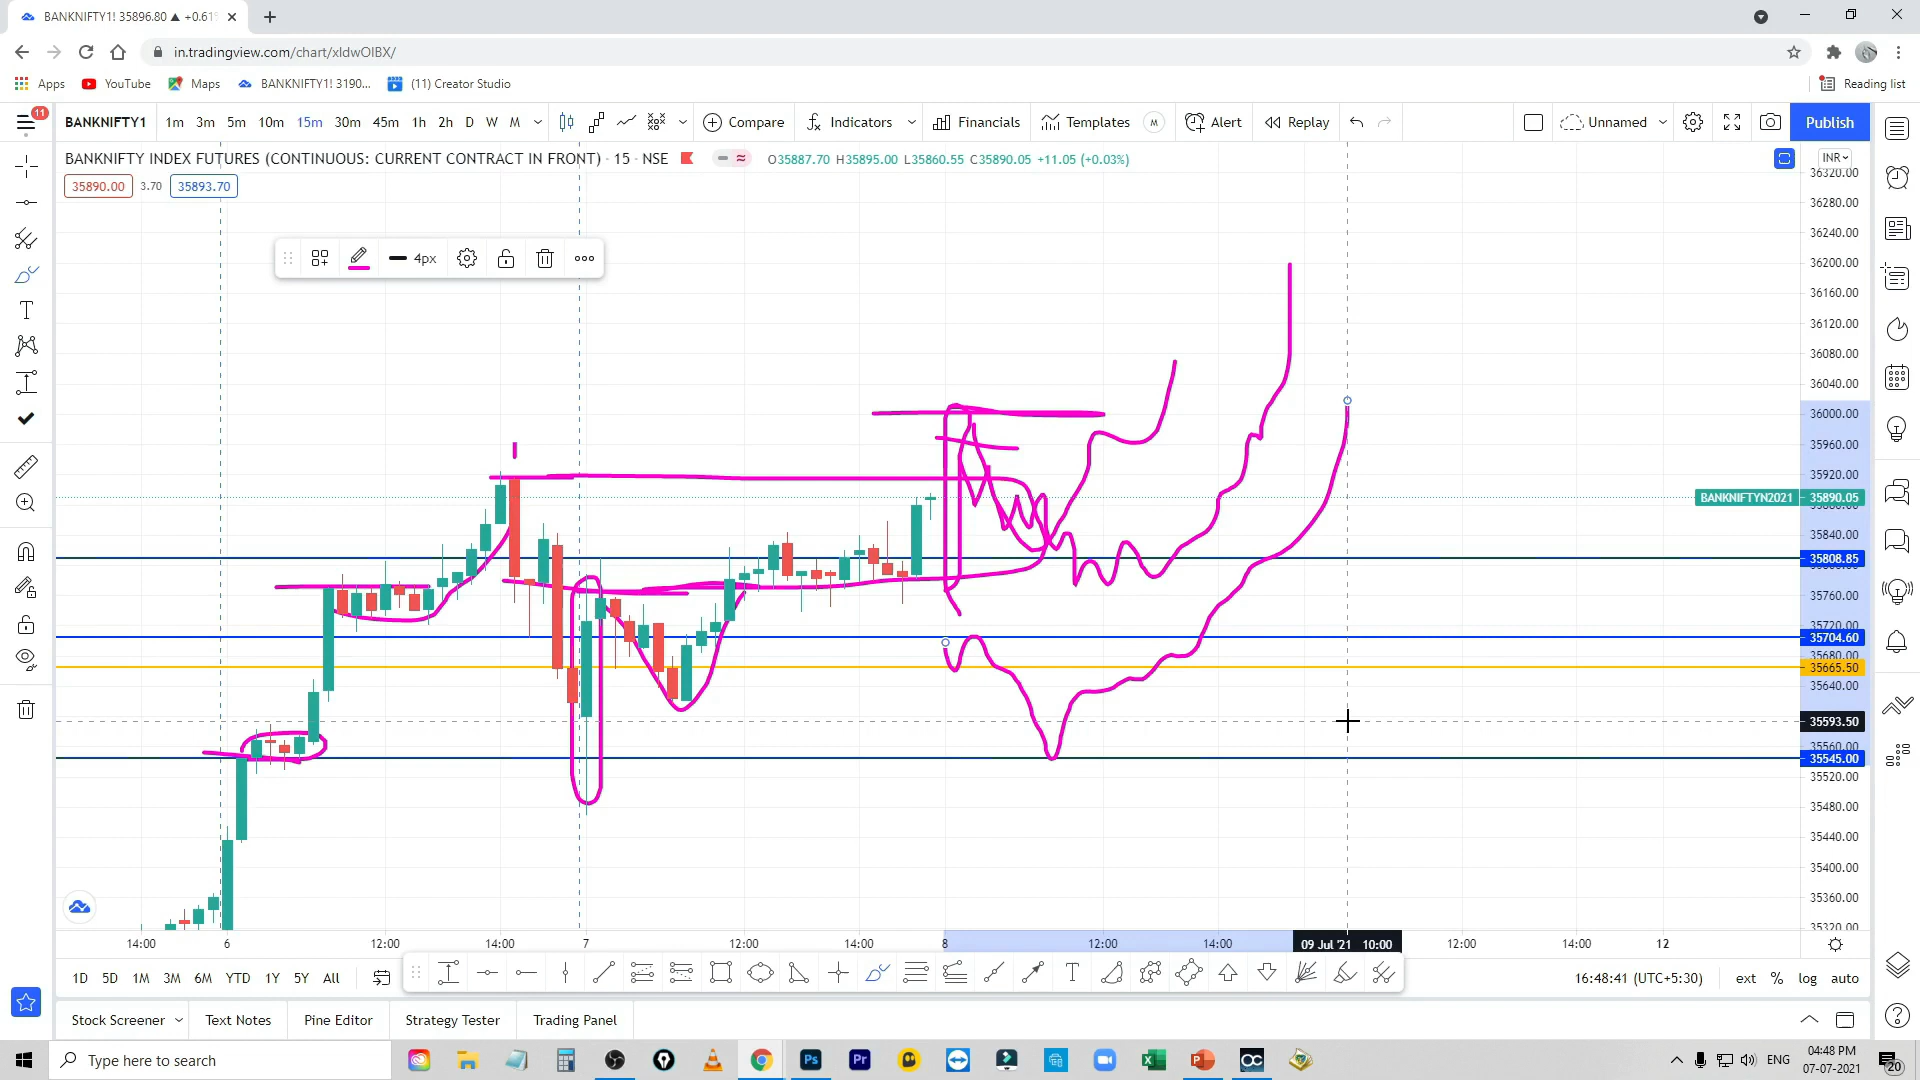 BANKNIFTY1! 35896.80 ▲ +0.61%
in.tradingview.com/chart/xIdwOIBX/
Apps YouTube Maps BANKNIFTY1! 3190... (11) Creator Studio Reading list
11 BANKNIFTY1 1m 3m 5m 10m 15m 30m 45m 1h 2h D W M Compare Indicators Financials Templates M Alert Replay Unnamed Publish
BANKNIFTY INDEX FUTURES (CONTINUOUS: CURRENT CONTRACT IN FRONT) · 15 · NSE O35887.70 H35895.00 L35860.55 C35890.05 +11.05 (+0.03%) INR
35890.00 3.70 35893.70
4px
36320.00
36280.00
36240.00
36200.00
36160.00
36120.00
36080.00
36040.00
36000.00
35960.00
35920.00
BANKNIFTYN2021 35890.05
35880.00
35840.00
35808.85
35800.00
35760.00
35720.00
35704.60
35680.00
35665.50
35640.00
35593.50
35560.00
35545.00
35520.00
35480.00
35440.00
35400.00
35360.00
35320.00
14:00 6 12:00 14:00 7 12:00 14:00 8 12:00 14:00 09 Jul '21 10:00 12:00 14:00 12
1D 5D 1M 3M 6M YTD 1Y 5Y All 16:48:41 (UTC+5:30) ext % log auto
Stock Screener Text Notes Pine Editor Strategy Tester Trading Panel
Type here to search
Ps Pr ENG 04:48 PM
07-07-2021 20